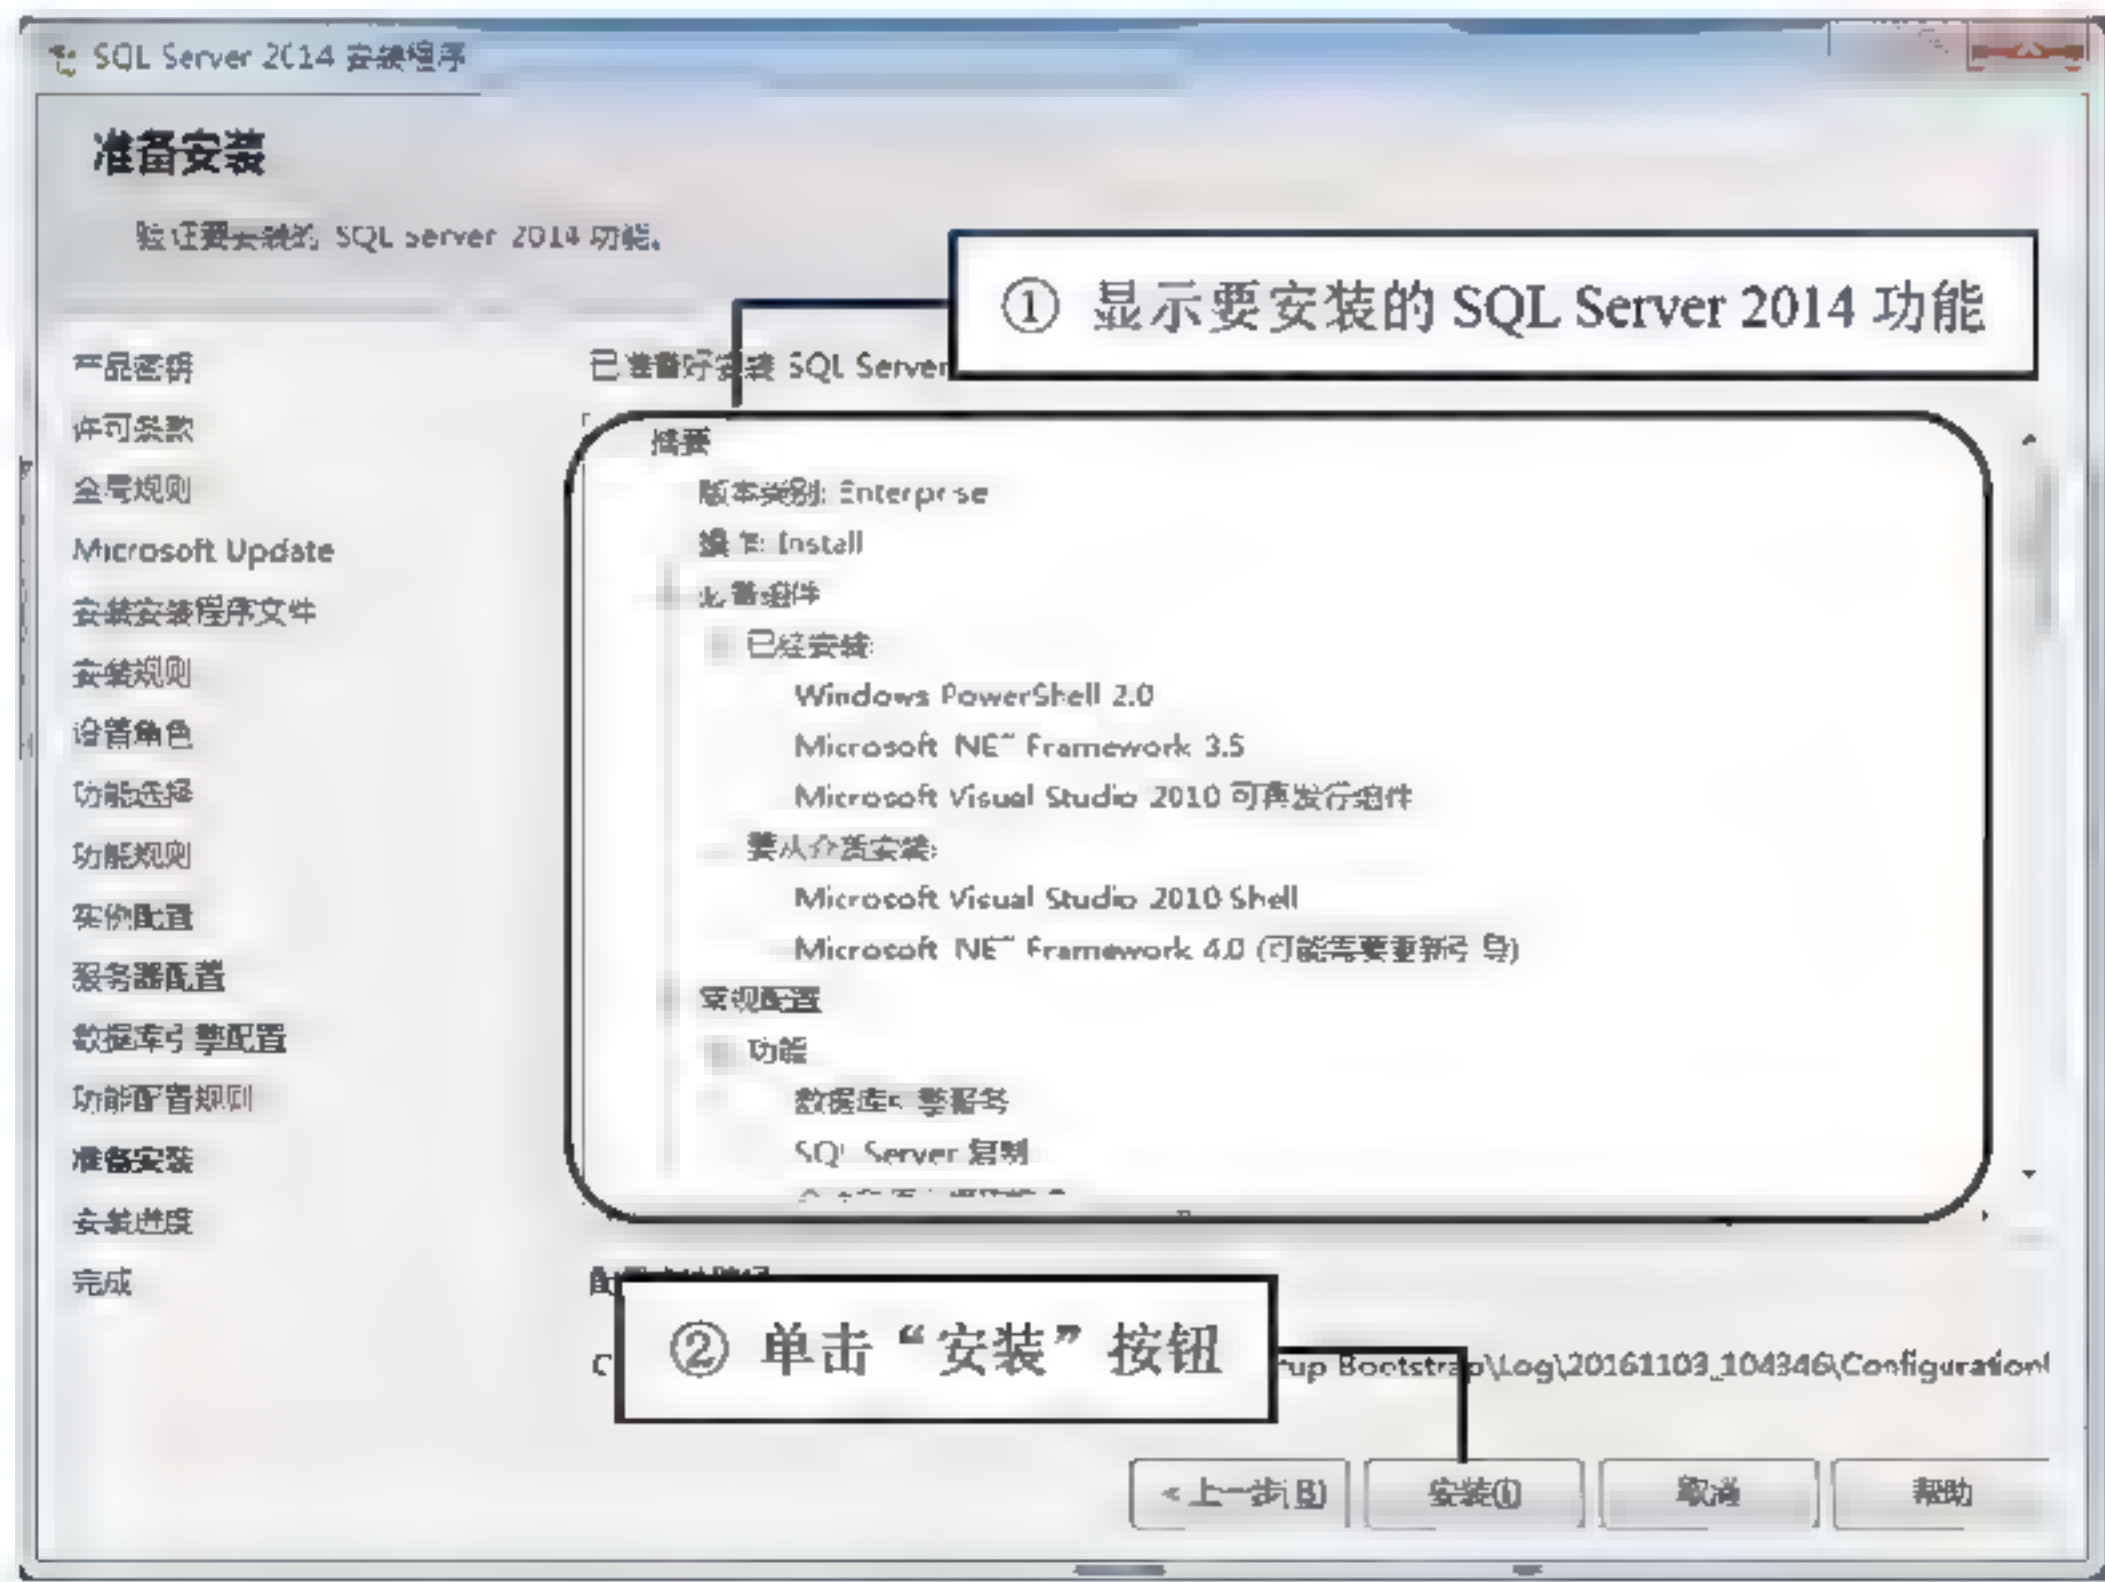 SQL Server 2014 安装程序
准备安装
验证要安装的 SQL Server 2014 功能。
① 显示要安装的 SQL Server 2014 功能
产品密钥
许可条款
全局规则
Microsoft Update
安装安装程序文件
安装规则
设置角色
功能选择
功能规则
实例配置
服务器配置
数据库引擎配置
功能配置规则
准备安装
安装进度
完成
已准备好安装 SQL Server
摘要
版本类别: Enterprise
操作: Install
必备组件
已经安装:
Windows PowerShell 2.0
Microsoft .NET Framework 3.5
Microsoft Visual Studio 2010 可再发行组件
要从介质安装:
Microsoft Visual Studio 2010 Shell
Microsoft .NET Framework 4.0 (可能需要重新引导)
常规配置
功能
数据库引擎服务
SQL Server 复制
② 单击“安装”按钮
C up Bootstrap\Log\20161103_104346\Configuration
< 上一步(B) 安装(I) 取消 帮助